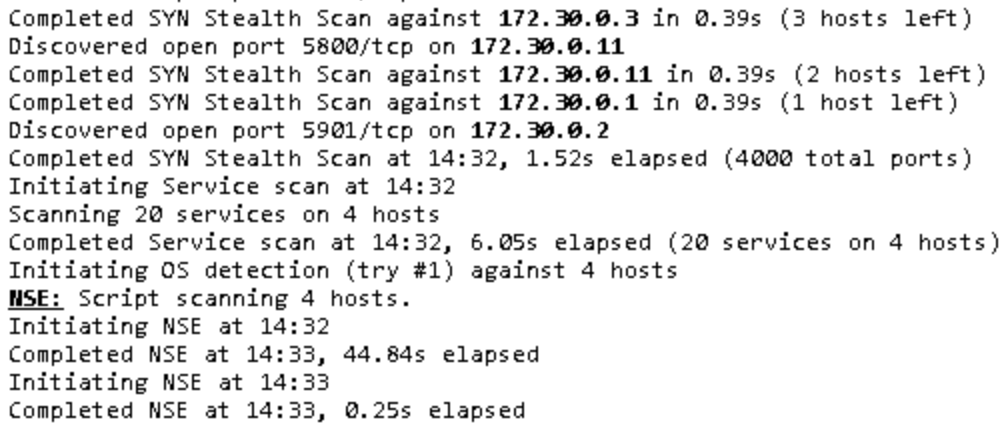 Completed SYN Stealth Scan against 172.30.0.3 in 0.39s (3 hosts left)
Discovered open port 5800/tcp on 172.30.0.11
Completed SYN Stealth Scan against 172.30.0.11 in 0.39s (2 hosts left)
Completed SYN Stealth Scan against 172.30.0.1 in 0.39s (1 host left)
Discovered open port 5901/tcp on 172.30.0.2
Completed SYN Stealth Scan at 14:32, 1.52s elapsed (4000 total ports)
Initiating Service scan at 14:32
Scanning 20 services on 4 hosts
Completed Service scan at 14:32, 6.05s elapsed (20 services on 4 hosts)
Initiating OS detection (try #1) against 4 hosts
NSE: Script scanning 4 hosts.
Initiating NSE at 14:32
Completed NSE at 14:33, 44.84s elapsed
Initiating NSE at 14:33
Completed NSE at 14:33, 0.25s elapsed